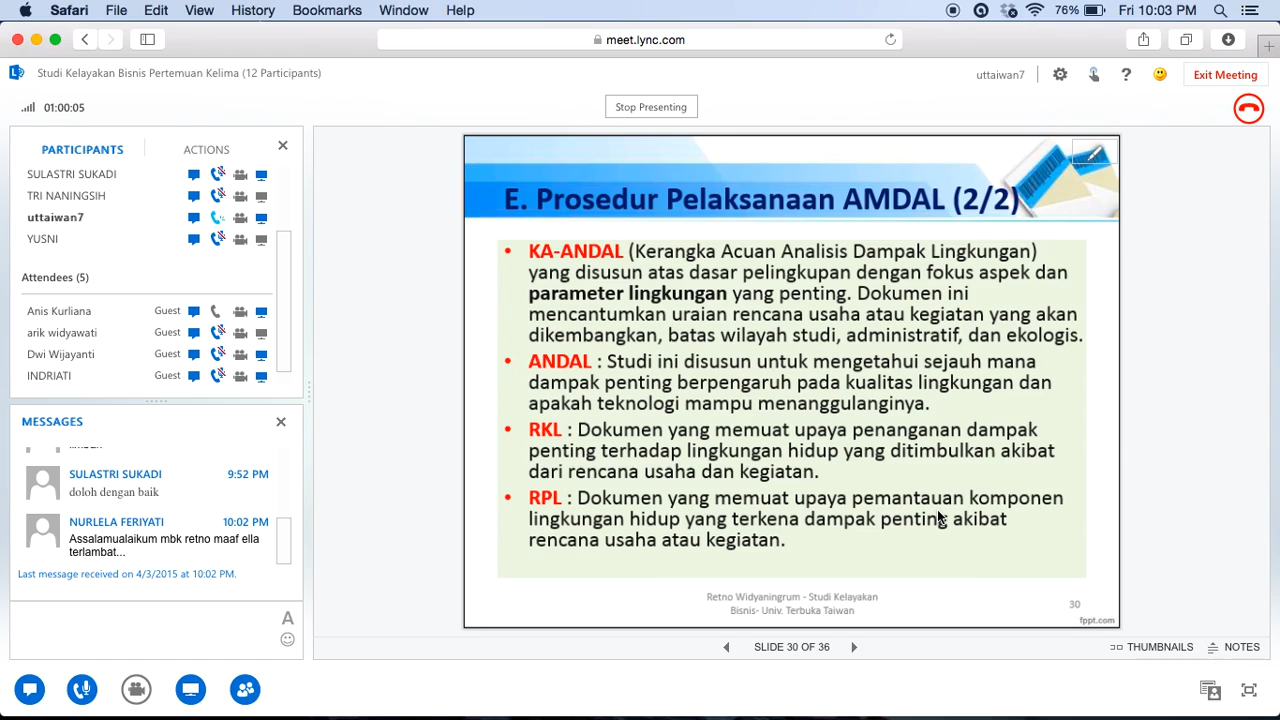 Safari File Edit View History Bookmarks Window Help 76% Fri 10:03 PM
meet.lync.com
Studi Kelayakan Bisnis Pertemuan Kelima (12 Participants)
uttaiwan7 ? Exit Meeting
01:00:05
Stop Presenting
PARTICIPANTS ACTIONS
SULASTRI SUKADI
TRI NANINGSIH
uttaiwan7
YUSNI
Attendees (5)
Anis Kurliana Guest
arik widyawati Guest
Dwi Wijayanti Guest
INDRIATI Guest
MESSAGES
SULASTRI SUKADI 9:52 PM
doloh dengan baik
NURLELA FERIYATI 10:02 PM
Assalamualaikum mbk retno maaf ella
terlambat...
Last message received on 4/3/2015 at 10:02 PM.
A
E. Prosedur Pelaksanaan AMDAL (2/2)
• KA-ANDAL (Kerangka Acuan Analisis Dampak Lingkungan)
yang disusun atas dasar pelingkupan dengan fokus aspek dan
parameter lingkungan yang penting. Dokumen ini
mencantumkan uraian rencana usaha atau kegiatan yang akan
dikembangkan, batas wilayah studi, administratif, dan ekologis.
• ANDAL : Studi ini disusun untuk mengetahui sejauh mana
dampak penting berpengaruh pada kualitas lingkungan dan
apakah teknologi mampu menanggulanginya.
• RKL : Dokumen yang memuat upaya penanganan dampak
penting terhadap lingkungan hidup yang ditimbulkan akibat
dari rencana usaha dan kegiatan.
• RPL : Dokumen yang memuat upaya pemantauan komponen
lingkungan hidup yang terkena dampak penting akibat
rencana usaha atau kegiatan.
Retno Widyaningrum - Studi Kelayakan
Bisnis- Univ. Terbuka Taiwan
30
fppt.com
SLIDE 30 OF 36
THUMBNAILS NOTES